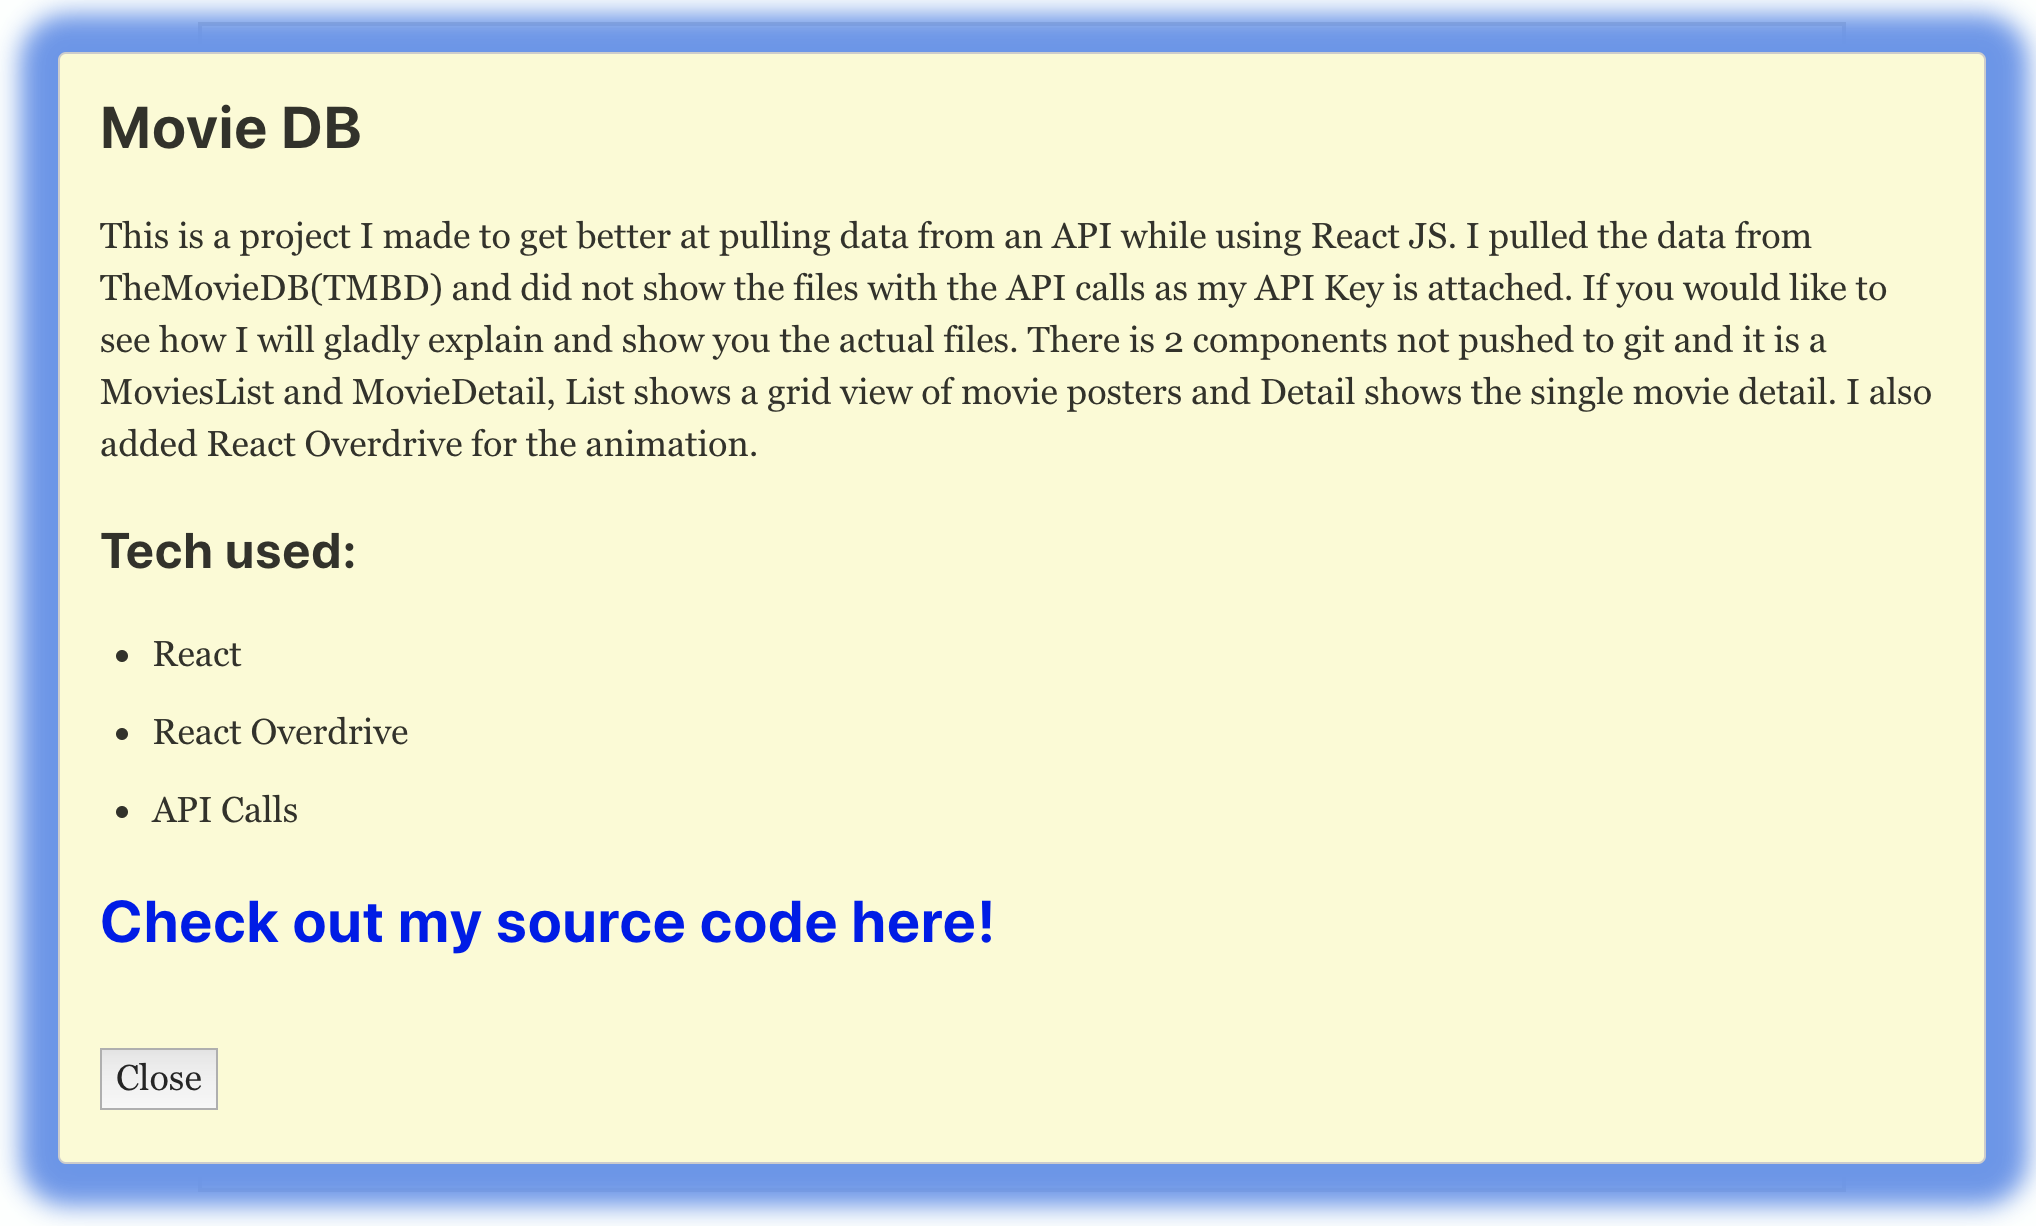 Movie DB
This is a project I made to get better at pulling data from an API while using React JS. I pulled the data from
TheMovieDB(TMBD) and did not show the files with the API calls as my API Key is attached. If you would like to
see how I will gladly explain and show you the actual files. There is 2 components not pushed to git and it is a
MoviesList and MovieDetail, List shows a grid view of movie posters and Detail shows the single movie detail. I also
added React Overdrive for the animation.
Tech used:
• React
• React Overdrive
• API Calls
Check out my source code here!
Close